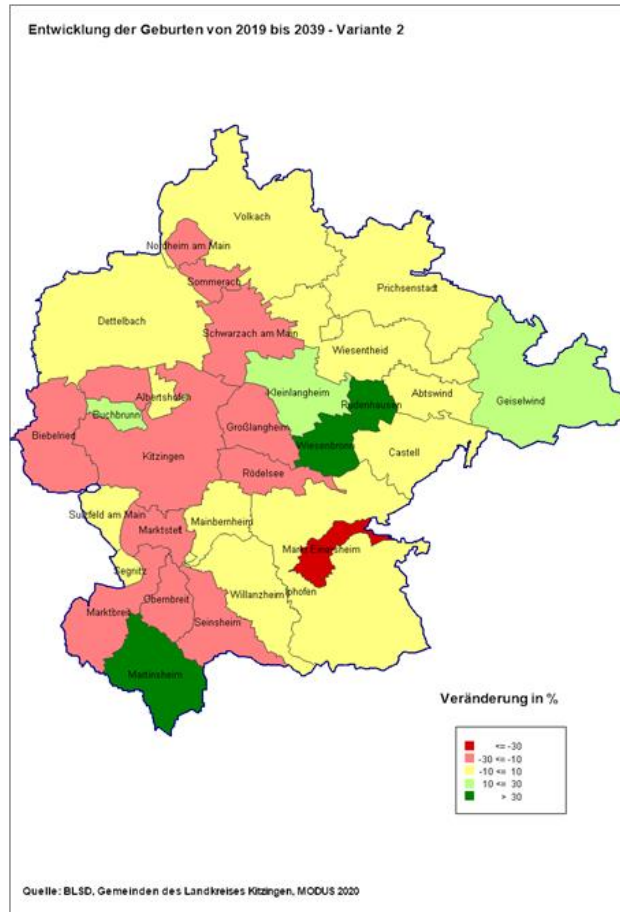 Entwicklung der Geburten von 2019 bis 2039 - Variante 2
Volkach
Nordheim am Main
Sommerach
Prichsenstadt
Dettelbach
Schwarzach am Main
Wiesentheid
Kleinlangheim
Abtswind
Geiselwind
Albertshofen
Rüdenhausen
Buchbrunn
Großlangheim
Biebelried
Wiesenbronn
Castell
Kitzingen
Rödelsee
Sulzfeld am Main
Mainbernheim
Marktsteft
Markt Einersheim
Segnitz
Willanzheim
Iphofen
Obernbreit
Marktbreit
Seinsheim
Martinsheim
Veränderung in %
<= -30
-30 <= -10
-10 <= 10
10 <= 30
> 30
Quelle: BLSD, Gemeinden des Landkreises Kitzingen, MODUS 2020